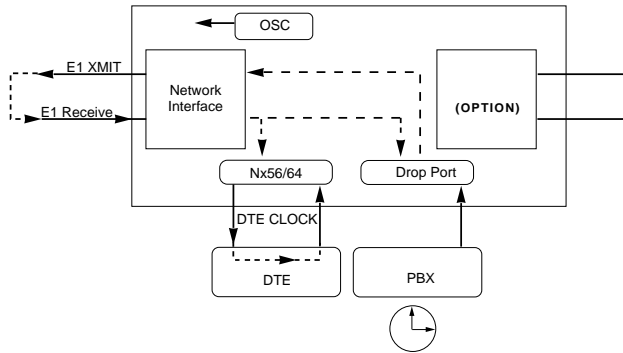 OSC
E1 XMIT
Network
Interface
E1 Receive
(OPTION)
Nx56/64
Drop Port
DTE CLOCK
DTE
PBX